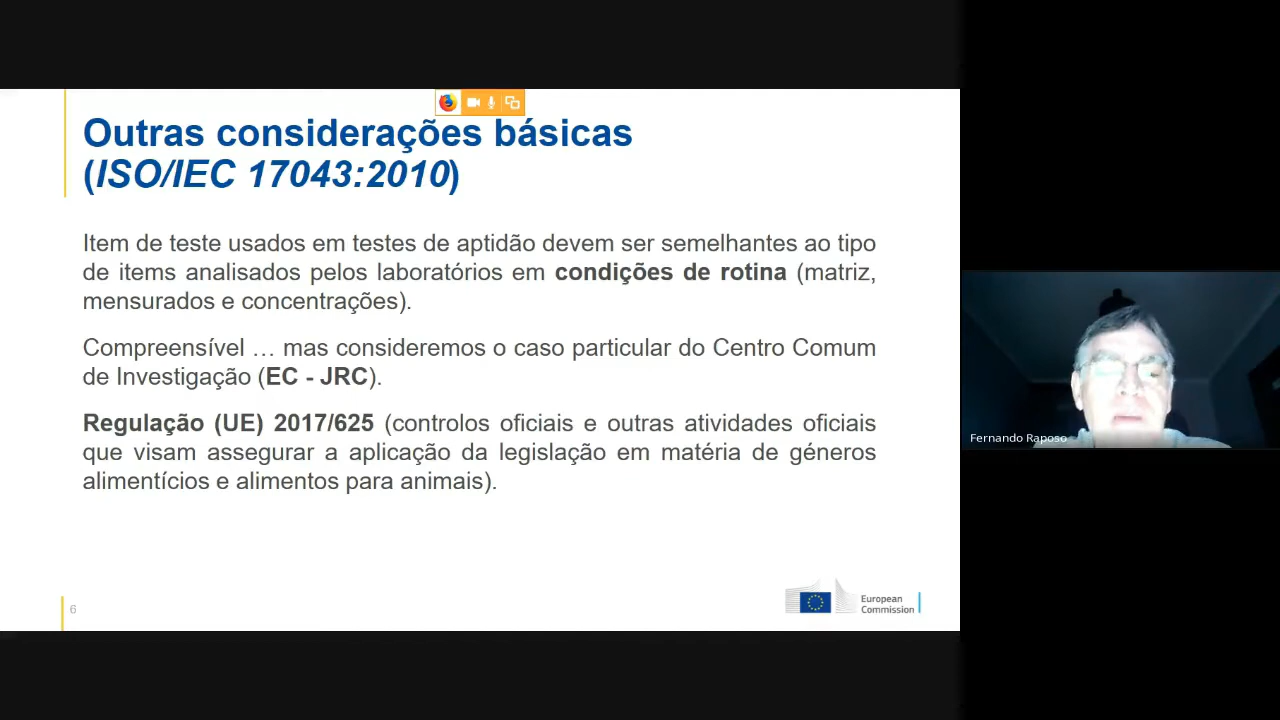 Outras considerações básicas
(ISO/IEC 17043:2010)
Item de teste usados em testes de aptidão devem ser semelhantes ao tipo
de items analisados pelos laboratórios em condições de rotina (matriz,
mensurados e concentrações).
Compreensível … mas consideremos o caso particular do Centro Comum
de Investigação (EC - JRC).
Regulação (UE) 2017/625 (controlos oficiais e outras atividades oficiais
que visam assegurar a aplicação da legislação em matéria de géneros
alimentícios e alimentos para animais).
Fernando Raposo
6
European
Commission